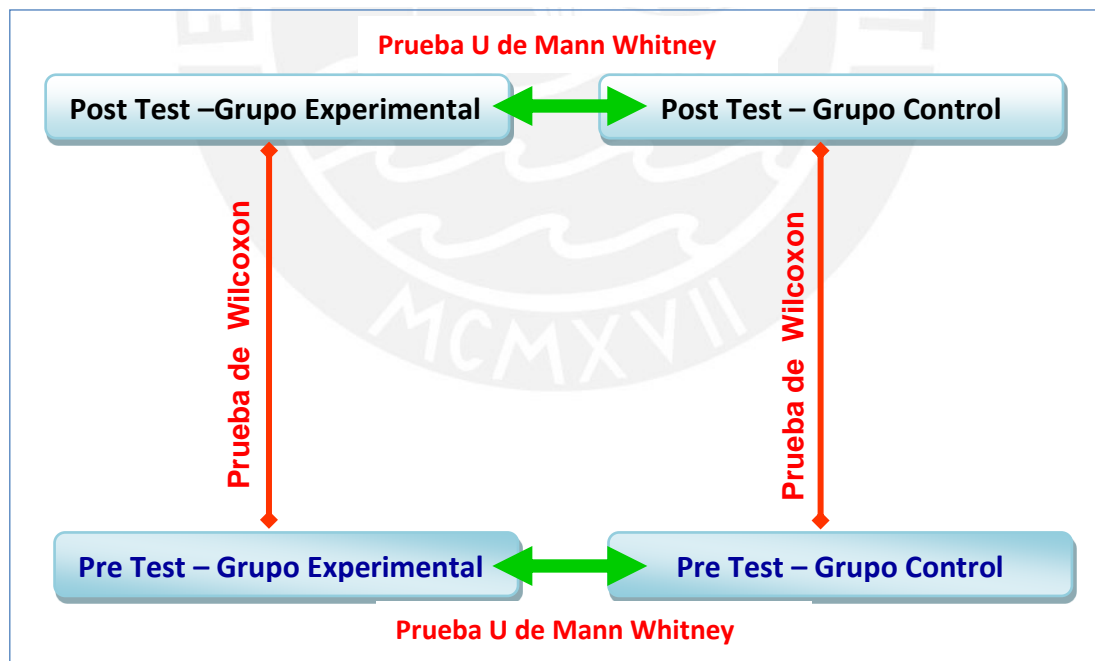 Prueba U de Mann Whitney
Post Test –Grupo Experimental
Post Test – Grupo Control
Prueba de Wilcoxon
Prueba de Wilcoxon
MCMXVII
Pre Test – Grupo Experimental
Pre Test – Grupo Control
Prueba U de Mann Whitney